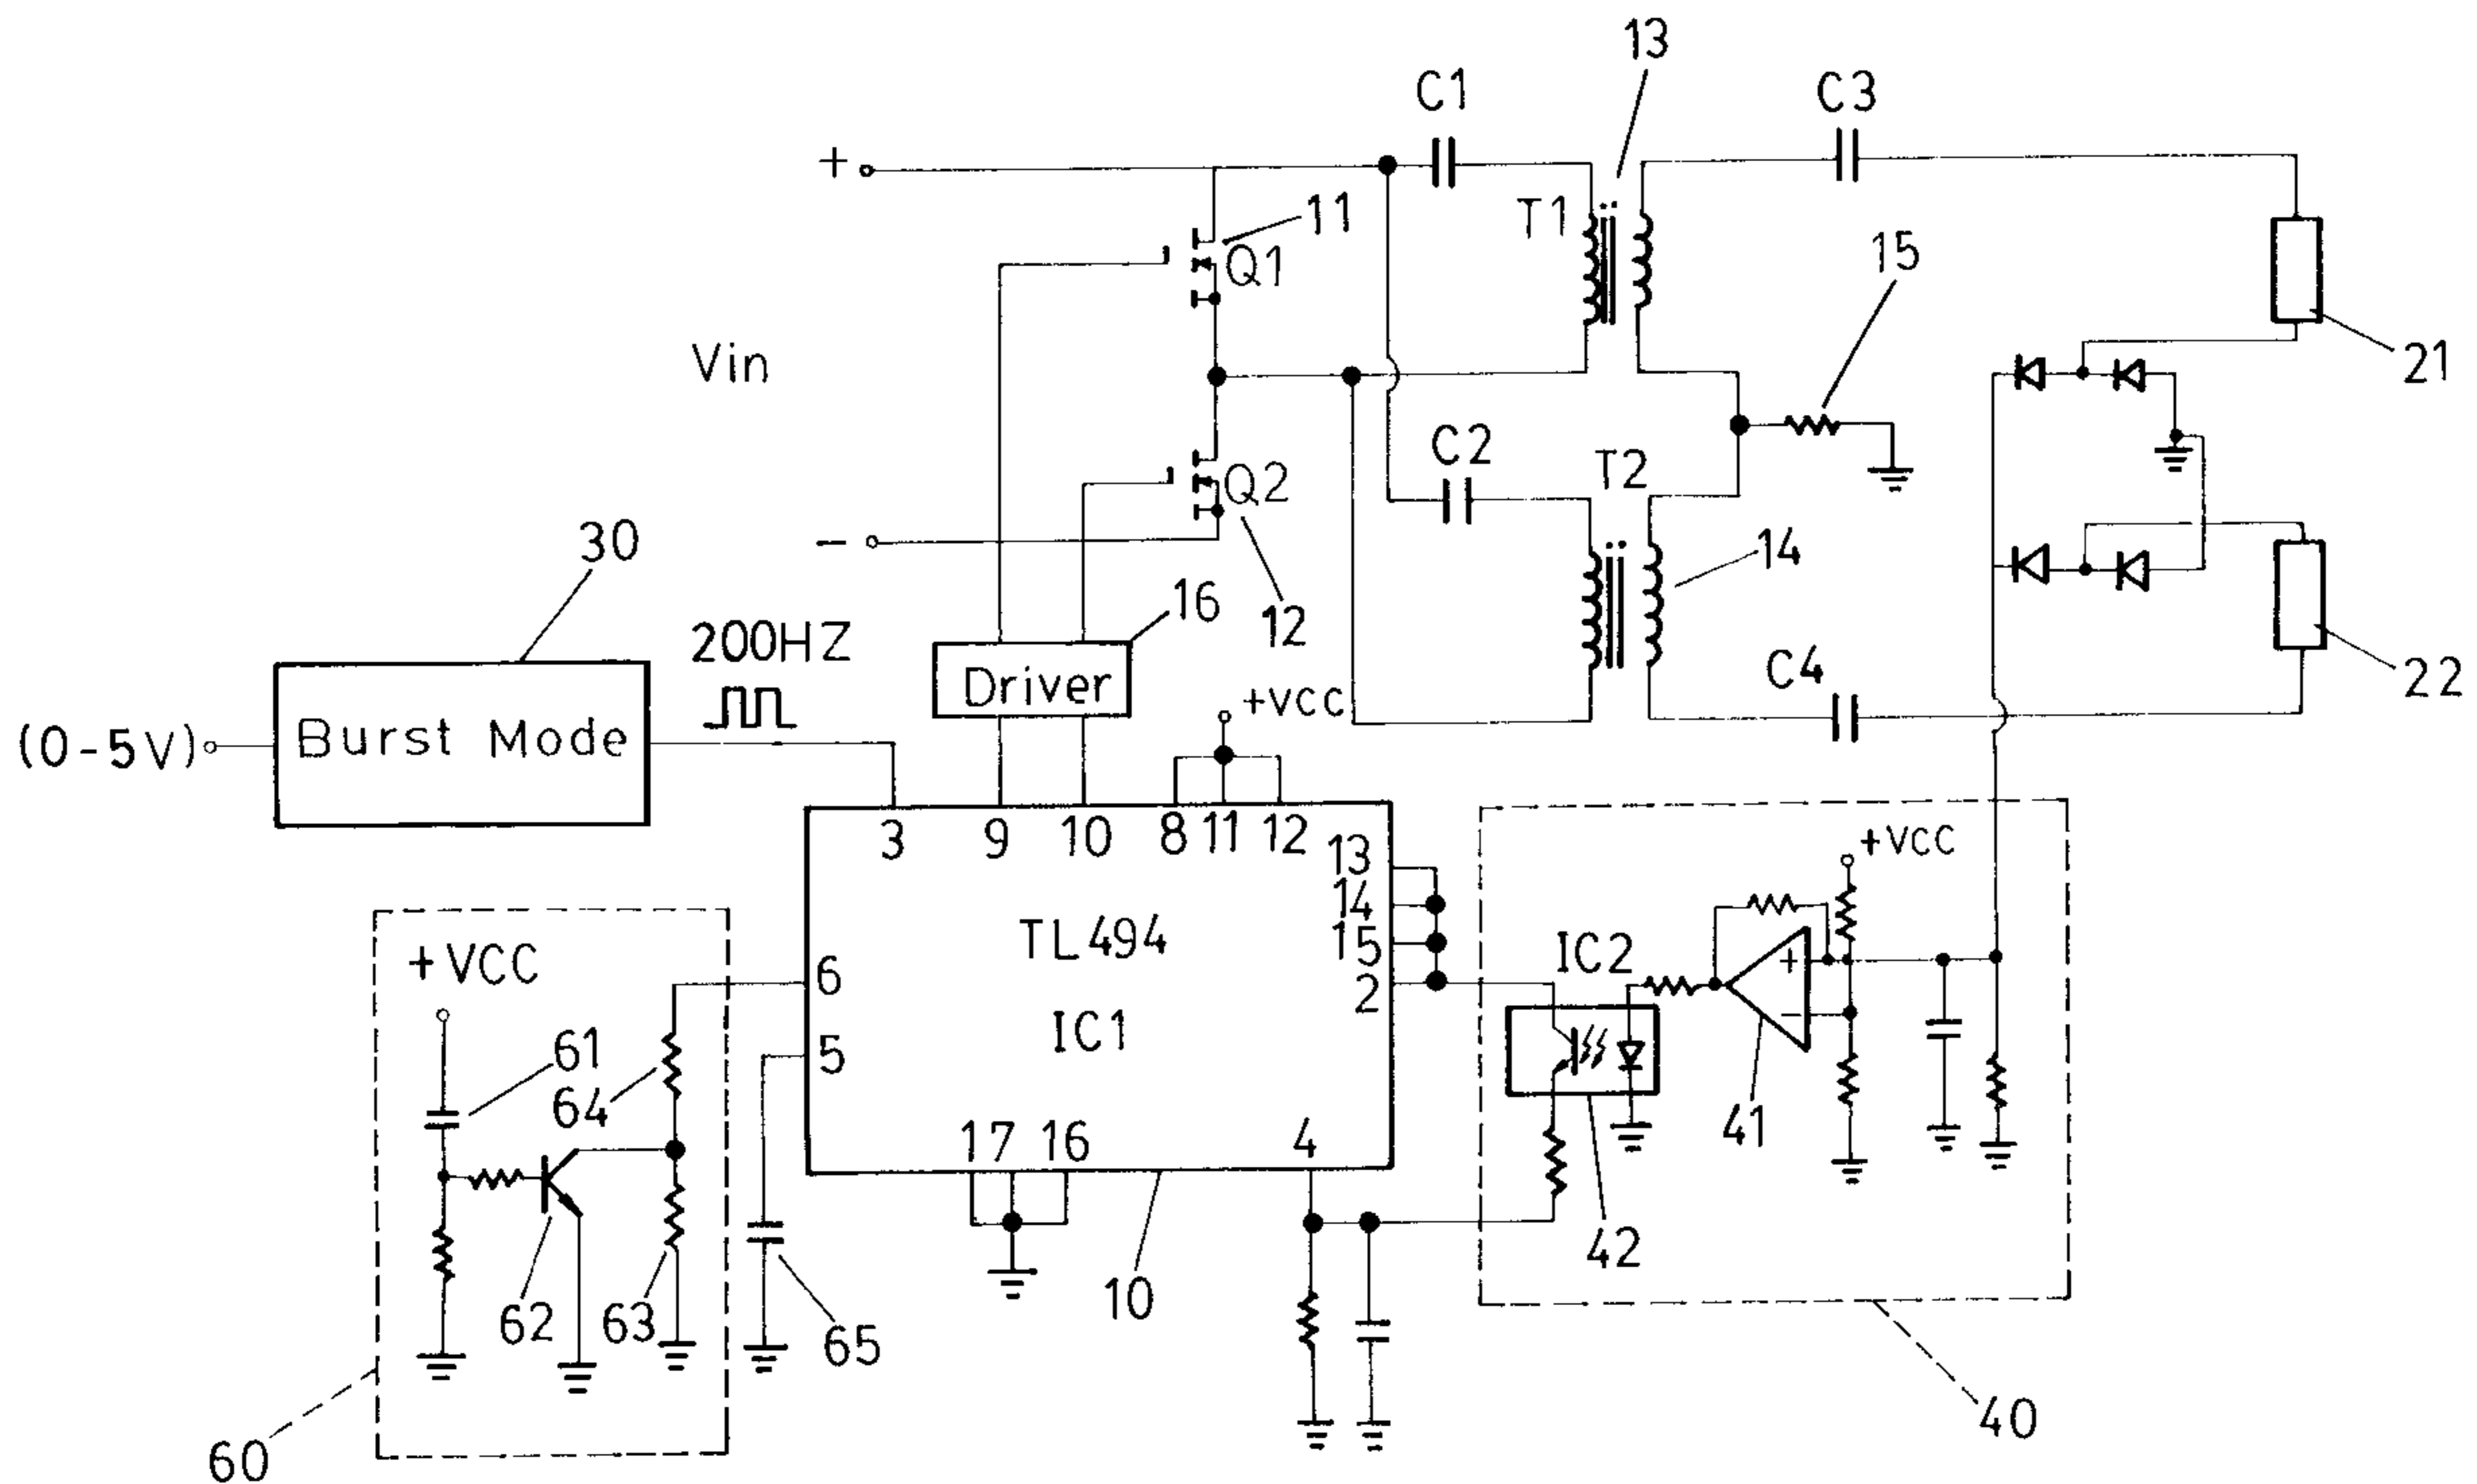 13
C1
C3
+
T1
11
Q1
15
Vin
21
C2
T2
Q2
-
30
14
16
12
200HZ
C4
22
Driver
+VCC
(0-5V)
Burst Mode
3
9
10
8
11
12
13
+VCC
14
TL494
15
IC2
+
+VCC
6
2
-
IC1
61
5
64
41
17
16
4
42
10
62
63
65
40
60